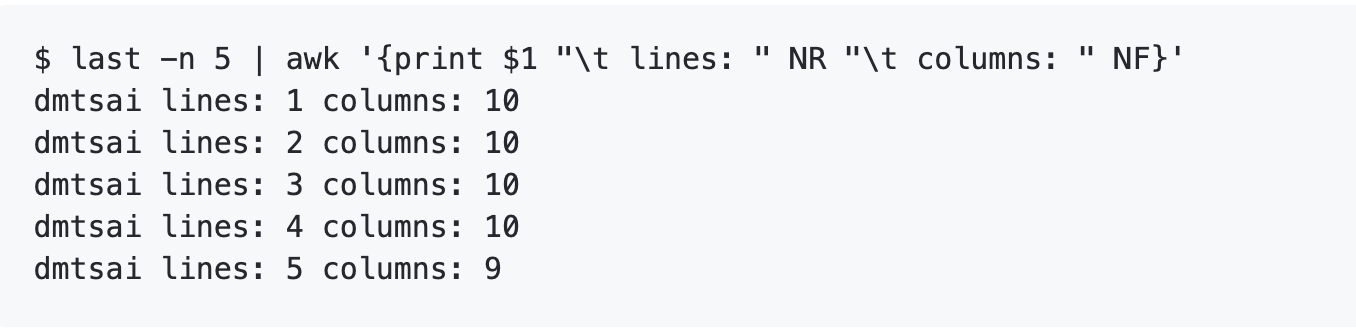 $ last -n 5 | awk '{print $1 "\t lines: " NR "\t columns: " NF}'
dmtsai lines: 1 columns: 10
dmtsai lines: 2 columns: 10
dmtsai lines: 3 columns: 10
dmtsai lines: 4 columns: 10
dmtsai lines: 5 columns: 9